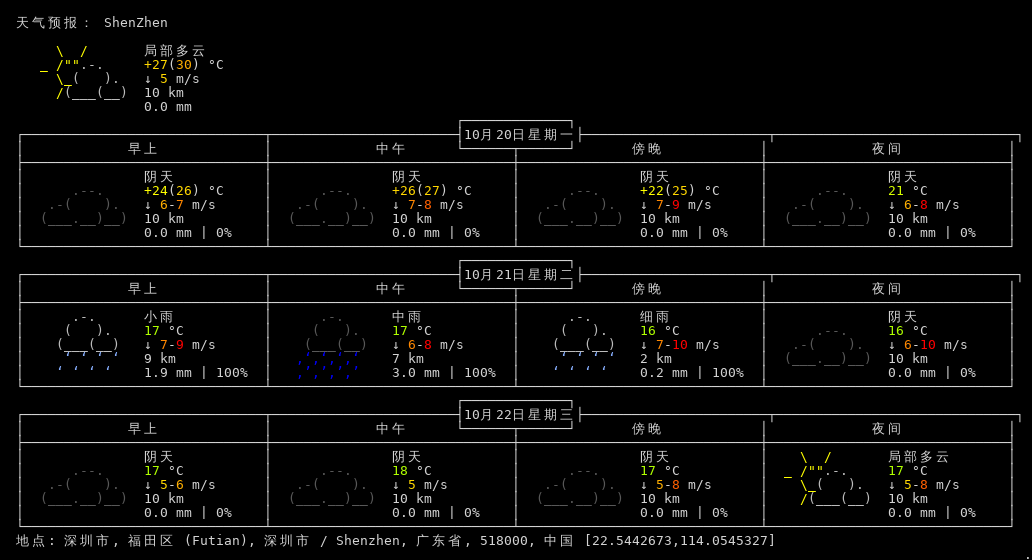 天气预报： ShenZhen
局部多云
+27(30) °C
↓ 5 m/s
10 km
0.0 mm
10月20日星期一
早上 中午 傍晚 夜间
阴天 阴天 阴天 阴天
+24(26) °C +26(27) °C +22(25) °C 21 °C
↓ 6-7 m/s ↓ 7-8 m/s ↓ 7-9 m/s ↓ 6-8 m/s
10 km 10 km 10 km 10 km
0.0 mm | 0% 0.0 mm | 0% 0.0 mm | 0% 0.0 mm | 0%
10月21日星期二
早上 中午 傍晚 夜间
小雨 中雨 细雨 阴天
17 °C 17 °C 16 °C 16 °C
↓ 7-9 m/s ↓ 6-8 m/s ↓ 7-10 m/s ↓ 6-10 m/s
9 km 7 km 2 km 10 km
1.9 mm | 100% 3.0 mm | 100% 0.2 mm | 100% 0.0 mm | 0%
10月22日星期三
早上 中午 傍晚 夜间
阴天 阴天 阴天 局部多云
17 °C 18 °C 17 °C 17 °C
↓ 5-6 m/s ↓ 5 m/s ↓ 5-8 m/s ↓ 5-8 m/s
10 km 10 km 10 km 10 km
0.0 mm | 0% 0.0 mm | 0% 0.0 mm | 0% 0.0 mm | 0%
地点: 深圳市, 福田区 (Futian), 深圳市 / Shenzhen, 广东省, 518000, 中国 [22.5442673,114.0545327]